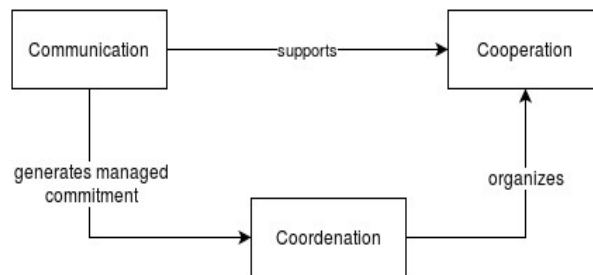 Communication
supports
Cooperation
generates managed
commitment
organizes
Coordenation